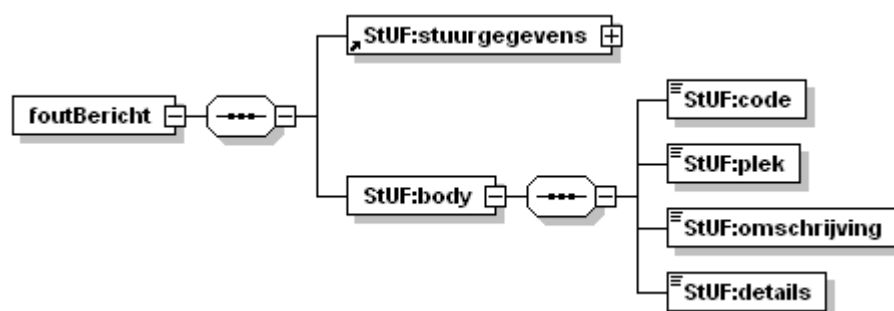 StUF:stuurgegevens
foutBericht
StUF:body
StUF:code
StUF:plek
StUF:omschrijving
StUF:details